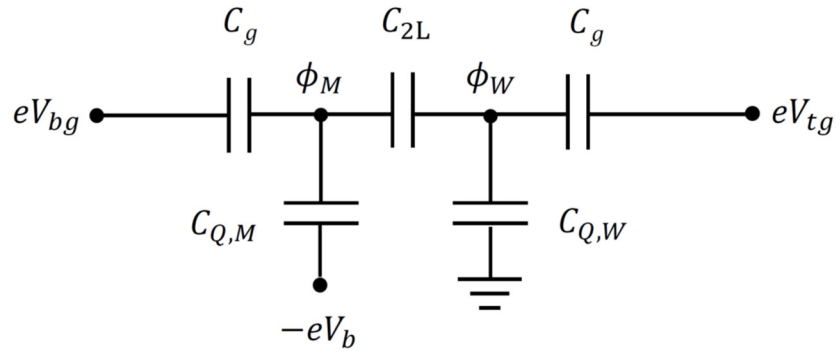 C_g C_2L C_g
ϕ_M ϕ_W
eV_bg eV_tg
C_Q,M C_Q,W
−eV_b